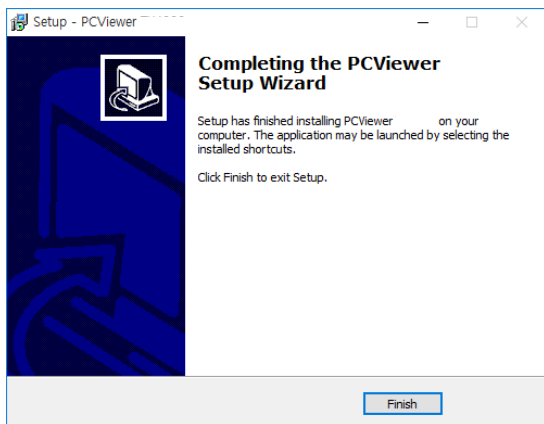 Setup - PCViewer
Completing the PCViewer
Setup Wizard
Setup has finished installing PCViewer on your
computer. The application may be launched by selecting the
installed shortcuts.
Click Finish to exit Setup.
Finish